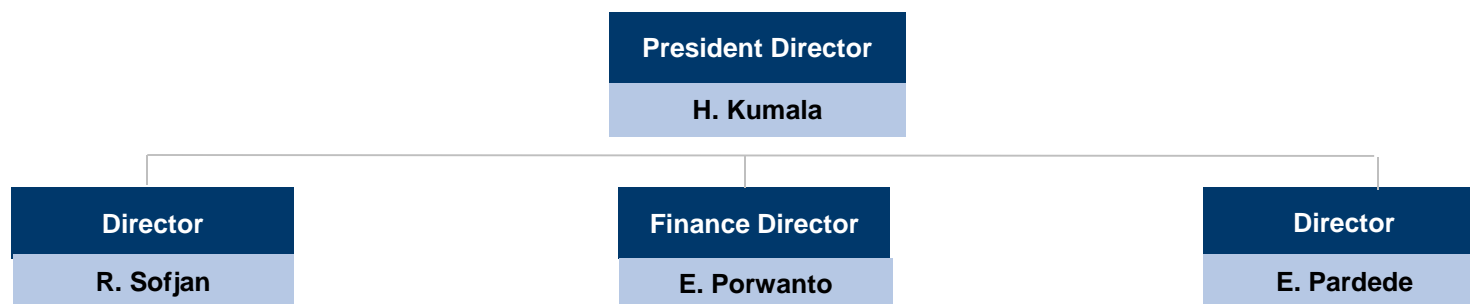 President Director
H. Kumala
Director
R. Sofjan
Finance Director
E. Porwanto
Director
E. Pardede